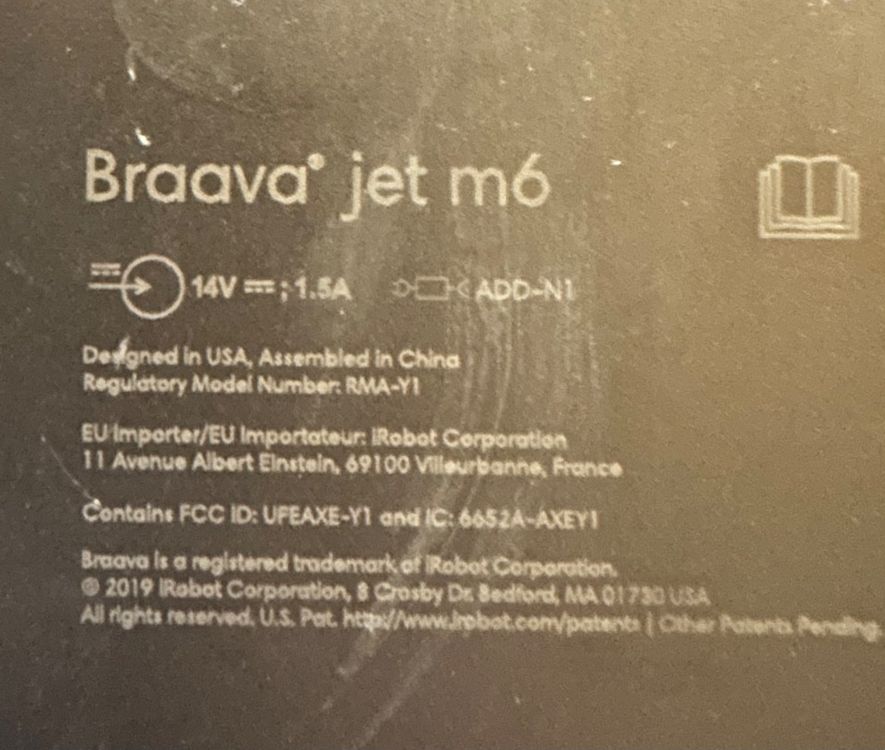 Braava® jet m6
14V ⎓ ; 1.5A ADD-N1
Designed in USA, Assembled in China
Regulatory Model Number: RMA-Y1
EU Importer/EU Importateur: iRobot Corporation
11 Avenue Albert Einstein, 69100 Villeurbanne, France
Contains FCC ID: UFEAXE-Y1 and IC: 6652A-AXEY1
Braava is a registered trademark of iRobot Corporation.
© 2019 iRobot Corporation, 8 Crosby Dr. Bedford, MA 01730 USA
All rights reserved. U.S. Pat. http://www.irobot.com/patents | Other Patents Pending.